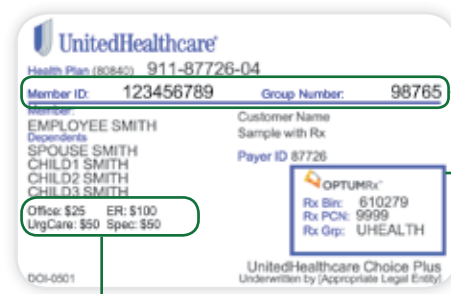 UnitedHealthcare
Health Plan (80840) 911-87726-04
Member ID: 123456789 Group Number: 98765
Member:
EMPLOYEE SMITH
Dependents
SPOUSE SMITH
CHILD1 SMITH
CHILD2 SMITH
CHILD3 SMITH
Customer Name
Sample with Rx
Payer ID 87726
OPTUMRx
Rx Bin: 610279
Rx PCN: 9999
Rx Grp: UHEALTH
Office: $25 ER: $100
UrgCare: $50 Spec: $50
UnitedHealthcare Choice Plus
DOI-0501 Underwritten by [Appropriate Legal Entity]